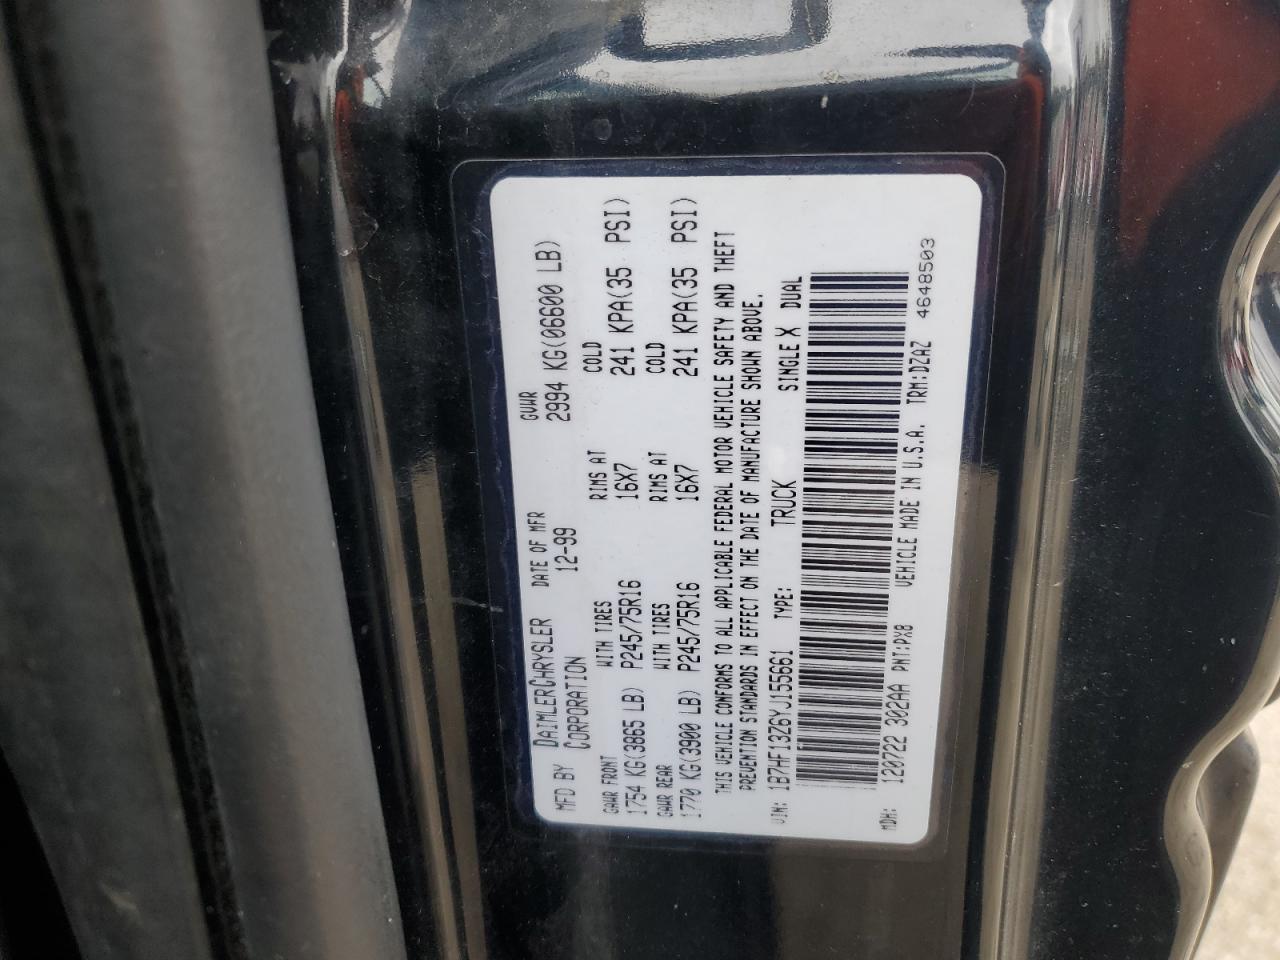 MFD BY DAIMLERCHRYSLER CORPORATION DATE OF MFR 12-99 GVWR 2994 KG(06600 LB)
GAWR FRONT WITH TIRES RIMS AT COLD
1754 KG(3865 LB) P245/75R16 16X7 241 KPA(35 PSI)
GAWR REAR WITH TIRES RIMS AT COLD
1770 KG(3900 LB) P245/75R16 16X7 241 KPA(35 PSI)
THIS VEHICLE CONFORMS TO ALL APPLICABLE FEDERAL MOTOR VEHICLE SAFETY AND THEFT
PREVENTION STANDARDS IN EFFECT ON THE DATE OF MANUFACTURE SHOWN ABOVE.
VIN: 1B7HF13Z6YJ155661 TYPE: TRUCK SINGLE X DUAL
MDH: 120722 302AA PNT:PX8 VEHICLE MADE IN U.S.A. TRM:DZAZ 4648503